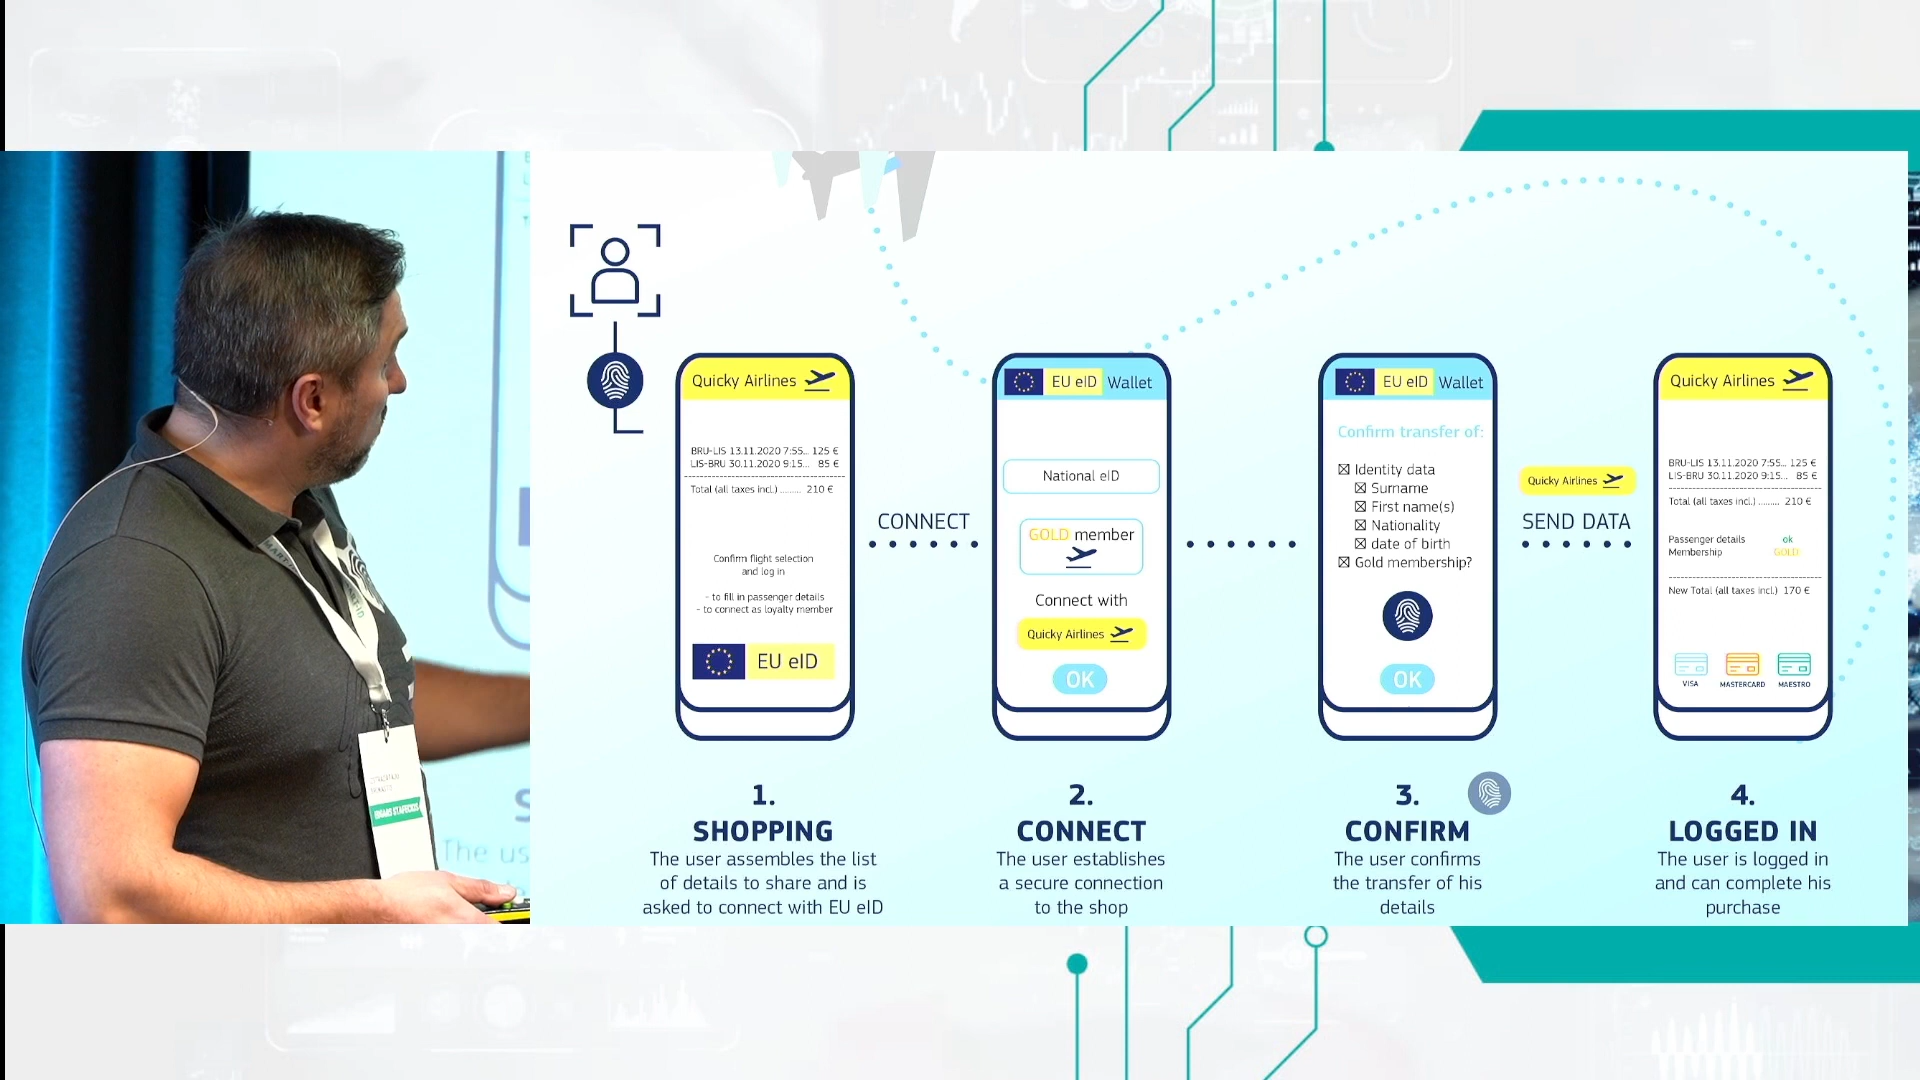 Quicky Airlines
BRU-LIS 13.11.2020 7:55... 125 €
LIS-BRU 30.11.2020 9:15... 85 €
Total (all taxes incl.) ......... 210 €
Confirm flight selection
and log in
- to fill in passenger details
- to connect as loyalty member
EU eID
CONNECT
EU eID Wallet
National eID
GOLD member
Connect with
Quicky Airlines
OK
EU eID Wallet
Confirm transfer of:
☒ Identity data
☒ Surname
☒ First name(s)
☒ Nationality
☒ date of birth
☒ Gold membership?
OK
Quicky Airlines
SEND DATA
Quicky Airlines
BRU-LIS 13.11.2020 7:55... 125 €
LIS-BRU 30.11.2020 9:15... 85 €
Total (all taxes incl.) ......... 210 €
Passenger details ok
Membership GOLD
New Total (all taxes incl.) 170 €
VISA MASTERCARD MAESTRO
1.
SHOPPING
The user assembles the list
of details to share and is
asked to connect with EU eID
2.
CONNECT
The user establishes
a secure connection
to the shop
3.
CONFIRM
The user confirms
the transfer of his
details
4.
LOGGED IN
The user is logged in
and can complete his
purchase
The us